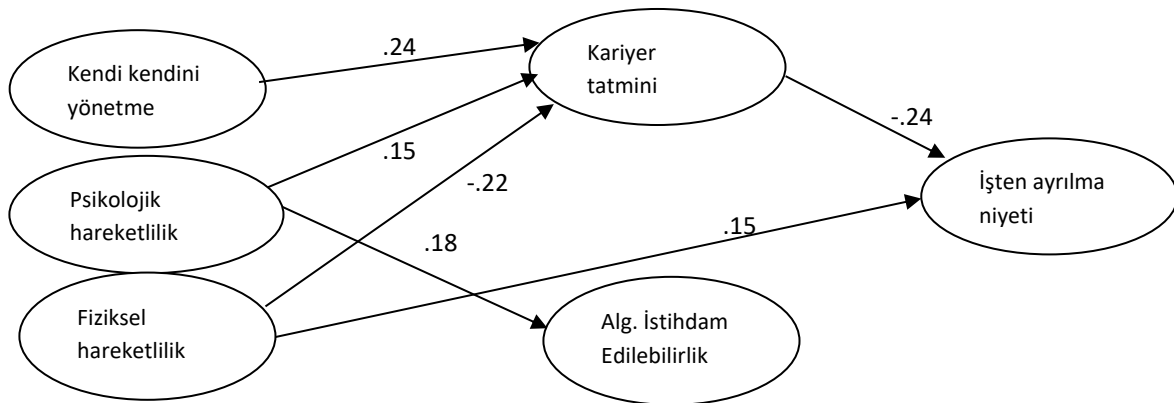 Kendi kendini
yönetme
.24
Kariyer
tatmini
-.24
.15
Psikolojik
hareketlilik
-.22
İşten ayrılma
niyeti
.15
.18
Fiziksel
hareketlilik
Alg. İstihdam
Edilebilirlik